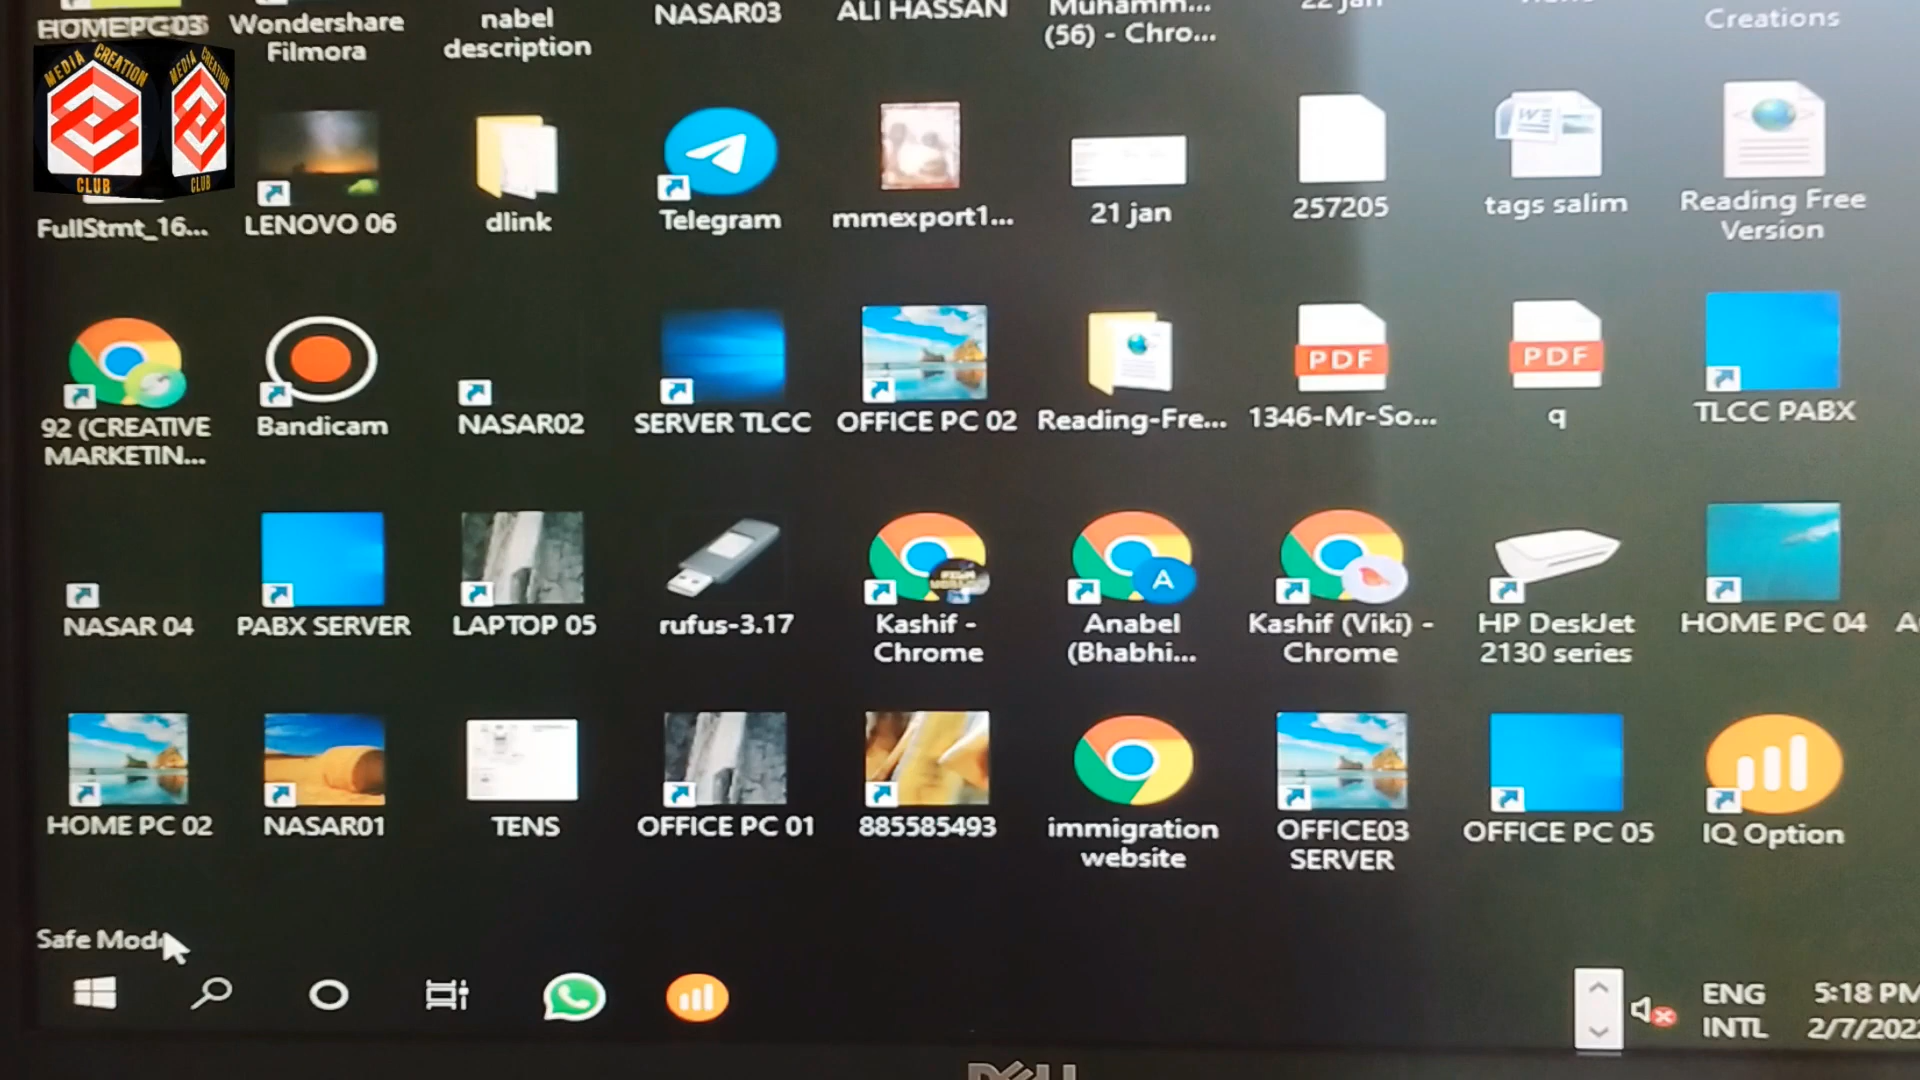 HOMEPC03
Wondershare
Filmora
nabel
description
NASAR03
ALI HASSAN
Muhamm...
(56) - Chro...
22 jan
Creations
MEDIA CREATION
CLUB
MEDIA CREATION
CLUB
FullStmt_16...
LENOVO 06
dlink
Telegram
mmexport1...
21 jan
257205
tags salim
Reading Free
Version
92 (CREATIVE
MARKETIN...
Bandicam
NASAR02
SERVER TLCC
OFFICE PC 02
Reading-Fre...
PDF
1346-Mr-So...
PDF
q
TLCC PABX
NASAR 04
PABX SERVER
LAPTOP 05
rufus-3.17
Kashif -
Chrome
A
Anabel
(Bhabhi...
Kashif (Viki) -
Chrome
HP DeskJet
2130 series
HOME PC 04
HOME PC 02
NASAR01
TENS
OFFICE PC 01
885585493
immigration
website
OFFICE03
SERVER
OFFICE PC 05
IQ Option
Safe Mode
ENG
INTL
5:18 PM
2/7/202
DELL